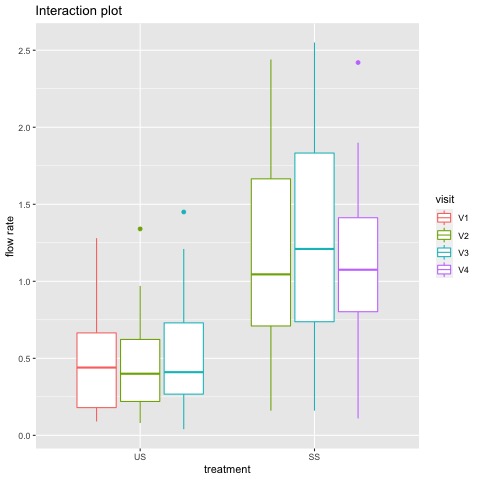 Interaction plot
2.5
2.0
1.5
1.0
0.5
0.0
flow rate
US
SS
treatment
visit
V1
V2
V3
V4